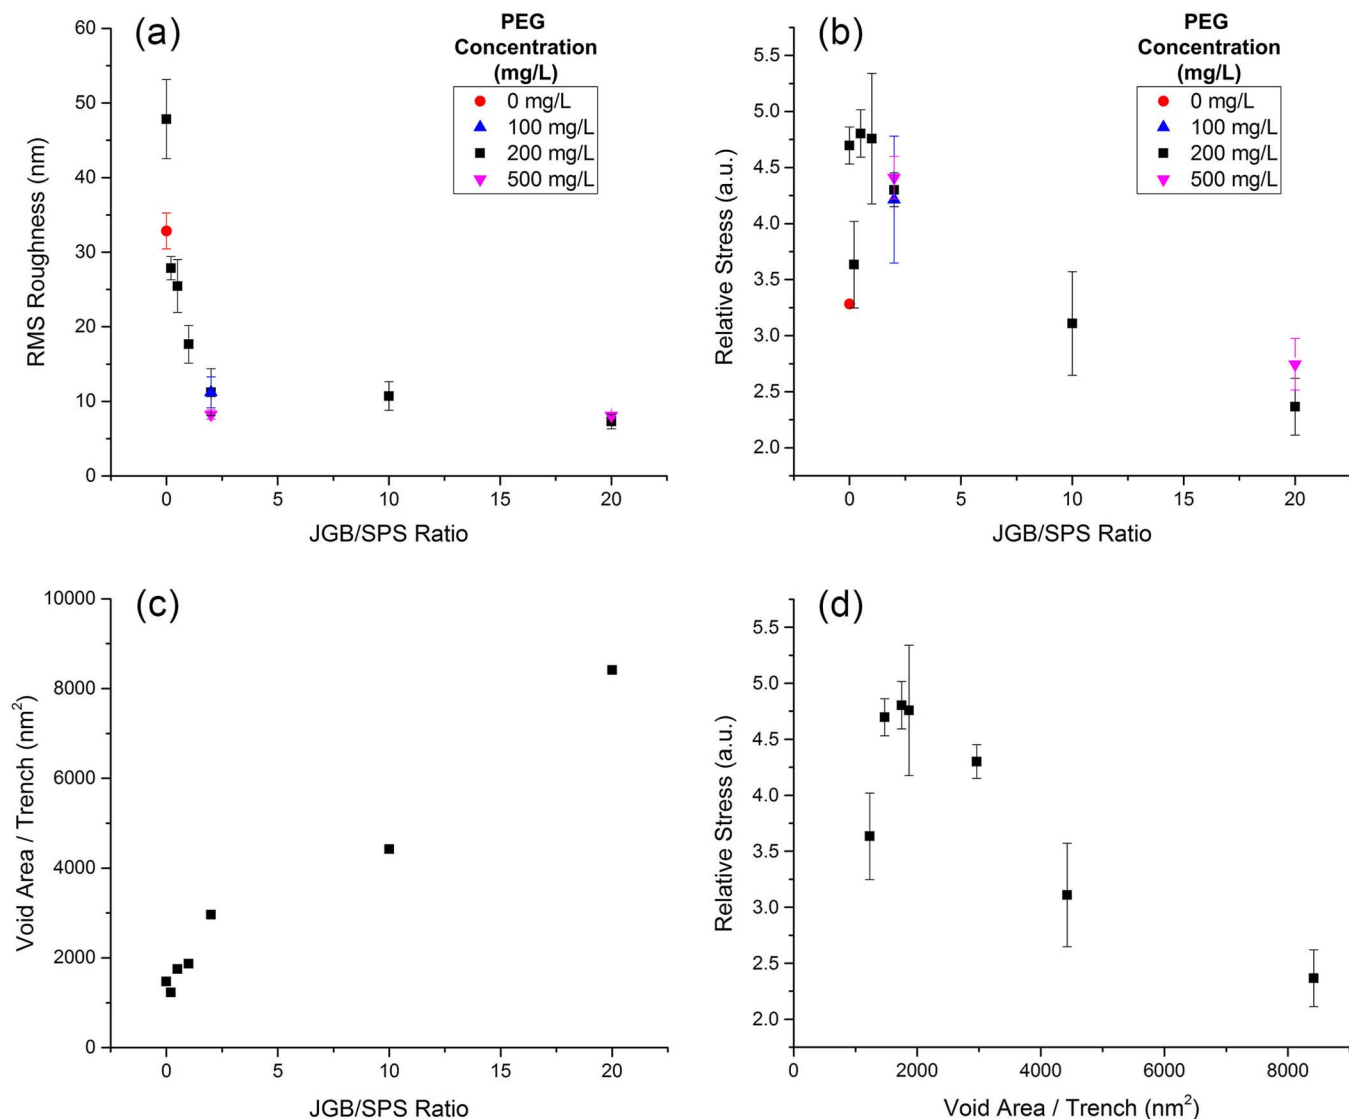 (a)
PEG
Concentration
(mg/L)
0 mg/L
100 mg/L
200 mg/L
500 mg/L
60
50
40
30
20
10
0
RMS Roughness (nm)
0 5 10 15 20
JGB/SPS Ratio
(b)
PEG
Concentration
(mg/L)
0 mg/L
100 mg/L
200 mg/L
500 mg/L
5.5
5.0
4.5
4.0
3.5
3.0
2.5
2.0
Relative Stress (a.u.)
0 5 10 15 20
JGB/SPS Ratio
(c)
10000
8000
6000
4000
2000
0
Void Area / Trench (nm²)
0 5 10 15 20
JGB/SPS Ratio
(d)
5.5
5.0
4.5
4.0
3.5
3.0
2.5
2.0
Relative Stress (a.u.)
0 2000 4000 6000 8000
Void Area / Trench (nm²)